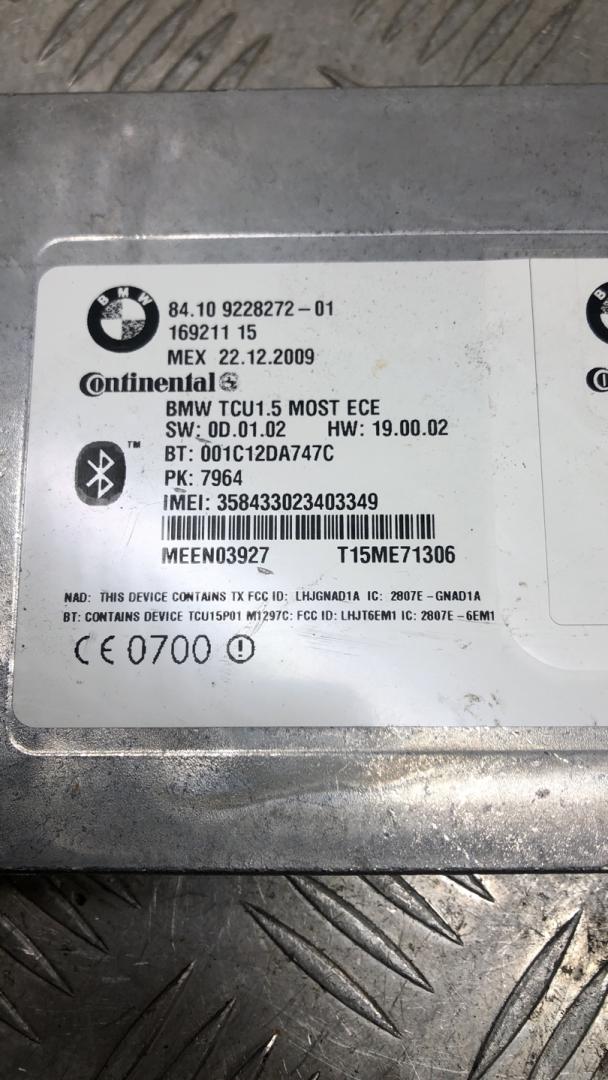 BMW
84.10 9228272-01
169211 15
MEX 22.12.2009
Continental
BMW TCU1.5 MOST ECE
SW: 0D.01.02 HW: 19.00.02
BT: 001C12DA747C
PK: 7964
IMEI: 358433023403349
MEEN03927 T15ME71306
NAD: THIS DEVICE CONTAINS TX FCC ID: LHJGNAD1A IC: 2807E-GNAD1A
BT: CONTAINS DEVICE TCU15P01 M1297C: FCC ID: LHJT6EM1 IC: 2807E-6EM1
CE 0700
TM